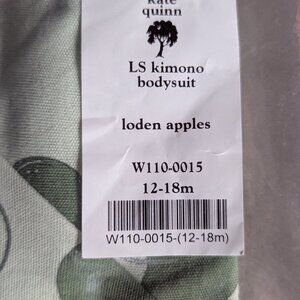 kate
quinn
LS kimono
bodysuit
loden apples
W110-0015
12-18m
W110-0015-(12-18m)